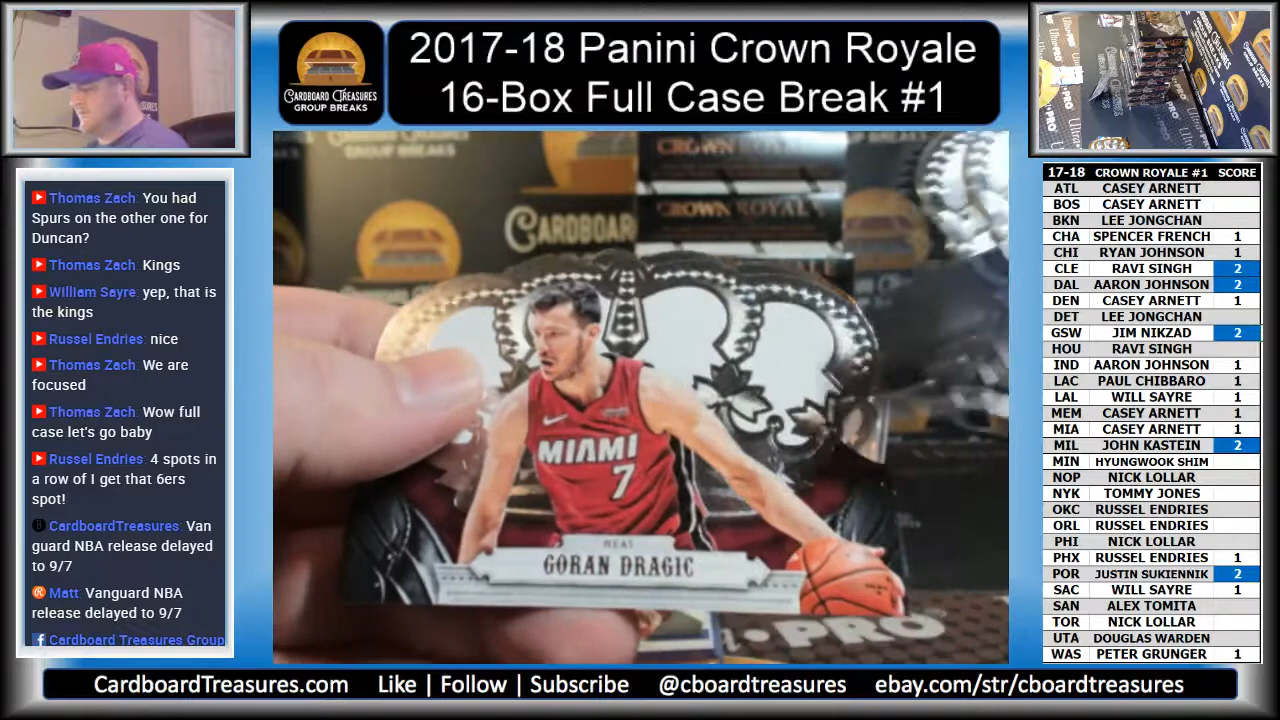 2017-18 Panini Crown Royale
16-Box Full Case Break #1
CARDBOARD TREASURES
GROUP BREAKS
Thomas Zach: You had
Spurs on the other one for
Duncan?
Thomas Zach: Kings
William Sayre: yep, that is
the kings
Russel Endries: nice
Thomas Zach: We are
focused
Thomas Zach: Wow full
case let's go baby
Russel Endries: 4 spots in
a row of I get that 6ers
spot!
CardboardTreasures: Van
guard NBA release delayed
to 9/7
Matt: Vanguard NBA
release delayed to 9/7
Cardboard Treasures Group
GROUP BREAKS
CARDBOAR
CROWN ROYALE
CROWN ROYALE
MIAMI
7
HEAT
GORAN DRAGIC
PRO
17-18 CROWN ROYALE #1 SCORE
ATL CASEY ARNETT
BOS CASEY ARNETT
BKN LEE JONGCHAN
CHA SPENCER FRENCH 1
CHI RYAN JOHNSON 1
CLE RAVI SINGH 2
DAL AARON JOHNSON 2
DEN CASEY ARNETT 1
DET LEE JONGCHAN
GSW JIM NIKZAD 2
HOU RAVI SINGH
IND AARON JOHNSON 1
LAC PAUL CHIBBARO 1
LAL WILL SAYRE 1
MEM CASEY ARNETT 1
MIA CASEY ARNETT 1
MIL JOHN KASTEIN 2
MIN HYUNGWOOK SHIM
NOP NICK LOLLAR
NYK TOMMY JONES
OKC RUSSEL ENDRIES
ORL RUSSEL ENDRIES
PHI NICK LOLLAR
PHX RUSSEL ENDRIES 1
POR JUSTIN SUKIENNIK 2
SAC WILL SAYRE 1
SAN ALEX TOMITA
TOR NICK LOLLAR
UTA DOUGLAS WARDEN
WAS PETER GRUNGER 1
CardboardTreasures.com Like | Follow | Subscribe @cboardtreasures ebay.com/str/cboardtreasures